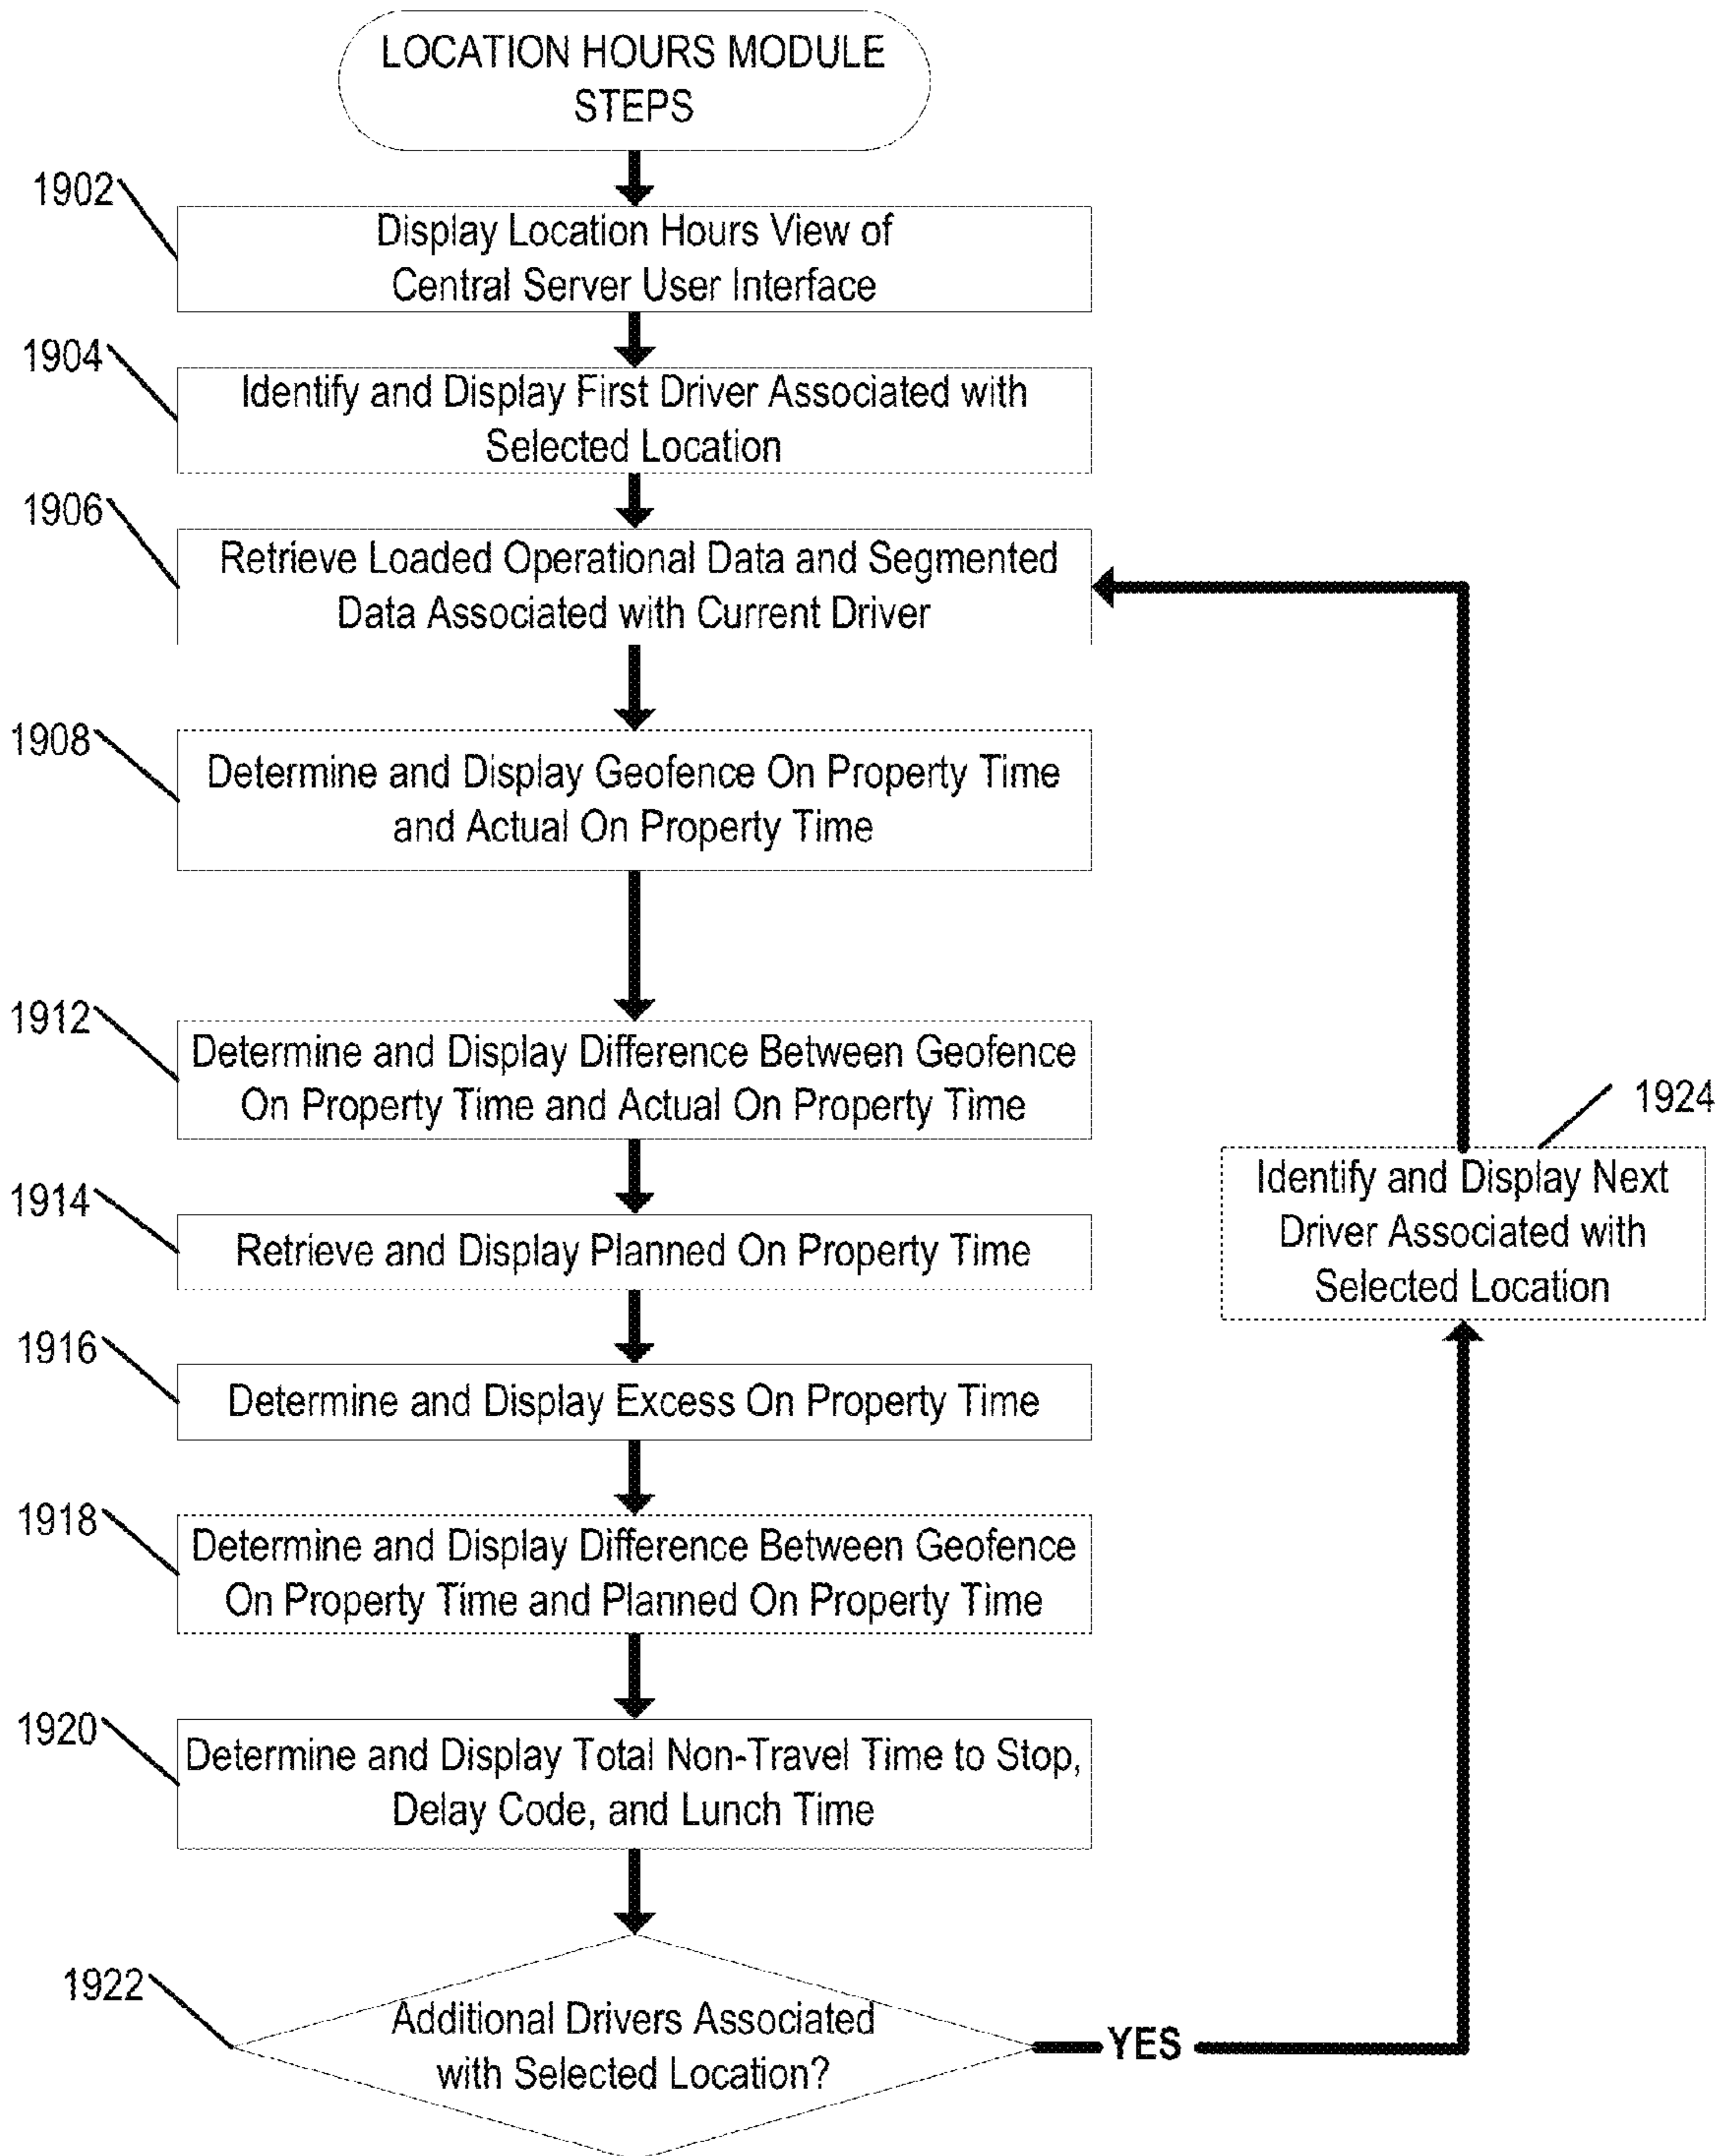 LOCATION HOURS MODULE
STEPS
1902
Display Location Hours View of
Central Server User Interface
1904
Identify and Display First Driver Associated with
Selected Location
1906
Retrieve Loaded Operational Data and Segmented
Data Associated with Current Driver
1908
Determine and Display Geofence On Property Time
and Actual On Property Time
1912
Determine and Display Difference Between Geofence
On Property Time and Actual On Property Time
1914
Retrieve and Display Planned On Property Time
1916
Determine and Display Excess On Property Time
1918
Determine and Display Difference Between Geofence
On Property Time and Planned On Property Time
1920
Determine and Display Total Non-Travel Time to Stop,
Delay Code, and Lunch Time
1922
Additional Drivers Associated
with Selected Location?
YES
1924
Identify and Display Next
Driver Associated with
Selected Location